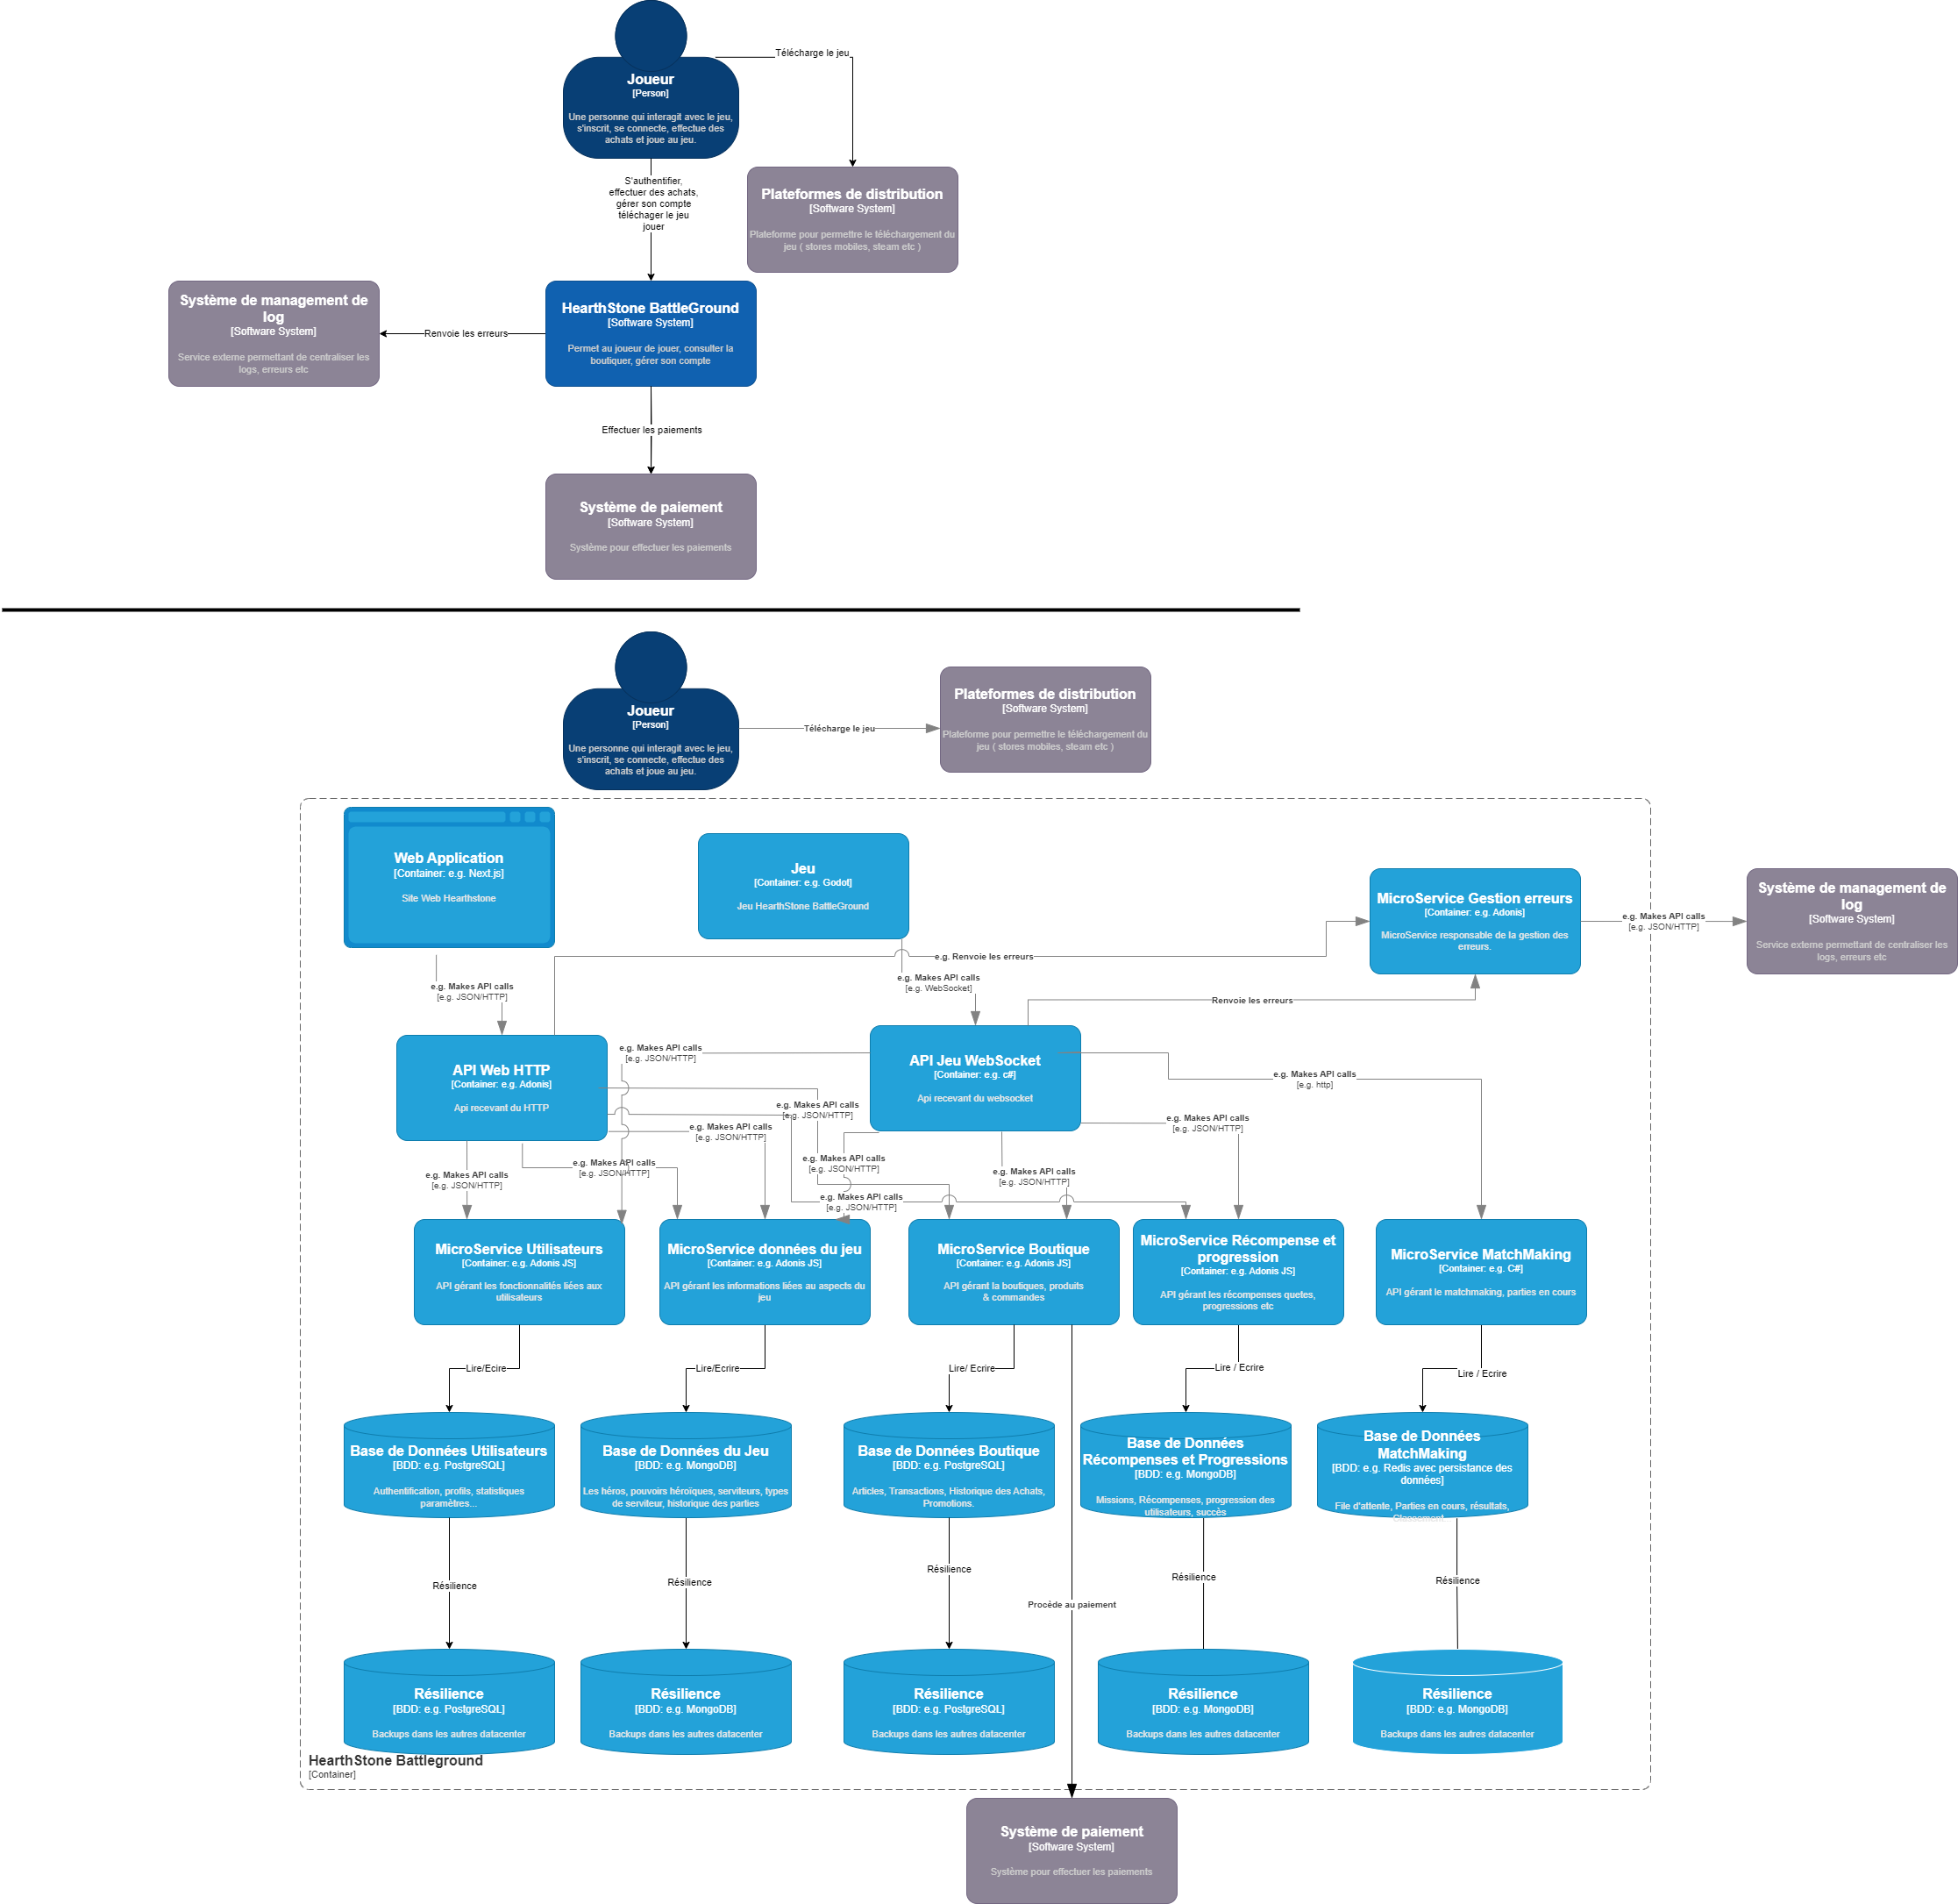 Télécharge le jeu
Joueur
[Person]
Une personne qui interagit avec le jeu,
s'inscrit, se connecte, effectue des
achats et joue au jeu.
S'authentifier,
effectuer des achats,
gérer son compte
téléchager le jeu
jouer
Plateformes de distribution
[Software System]
Plateforme pour permettre le téléchargement du
jeu ( stores mobiles, steam etc )
Système de management de
log
[Software System]
Service externe permettant de centraliser les
logs, erreurs etc
Renvoie les erreurs
HearthStone BattleGround
[Software System]
Permet au joueur de jouer, consulter la
boutiquer, gérer son compte
Effectuer les paiements
Système de paiement
[Software System]
Système pour effectuer les paiements
Joueur
[Person]
Une personne qui interagit avec le jeu,
s'inscrit, se connecte, effectue des
achats et joue au jeu.
Télécharge le jeu
Plateformes de distribution
[Software System]
Plateforme pour permettre le téléchargement du
jeu ( stores mobiles, steam etc )
Web Application
[Container: e.g. Next.js]
Site Web Hearthstone
Jeu
[Container: e.g. Godot]
Jeu HearthStone BattleGround
MicroService Gestion erreurs
[Container: e.g. Adonis]
MicroService responsable de la gestion des
erreurs.
e.g. Makes API calls
[e.g. JSON/HTTP]
Système de management de
log
[Software System]
Service externe permettant de centraliser les
logs, erreurs etc
e.g. Renvoie les erreurs
e.g. Makes API calls
[e.g. JSON/HTTP]
e.g. Makes API calls
[e.g. WebSocket]
Renvoie les erreurs
API Web HTTP
[Container: e.g. Adonis]
Api recevant du HTTP
e.g. Makes API calls
[e.g. JSON/HTTP]
API Jeu WebSocket
[Container: e.g. c#]
Api recevant du websocket
e.g. Makes API calls
[e.g. http]
e.g. Makes API calls
[e.g. JSON/HTTP]
e.g. Makes API calls
[e.g. JSON/HTTP]
e.g. Makes API calls
[e.g. JSON/HTTP]
e.g. Makes API calls
[e.g. JSON/HTTP]
e.g. Makes API calls
[e.g. JSON/HTTP]
e.g. Makes API calls
[e.g. JSON/HTTP]
e.g. Makes API calls
[e.g. JSON/HTTP]
e.g. Makes API calls
[e.g. JSON/HTTP]
MicroService Utilisateurs
[Container: e.g. Adonis JS]
API gérant les fonctionnalités liées aux
utilisateurs
MicroService données du jeu
[Container: e.g. Adonis JS]
API gérant les informations liées au aspects du
jeu
MicroService Boutique
[Container: e.g. Adonis JS]
API gérant la boutiques, produits
& commandes
MicroService Récompense et
progression
[Container: e.g. Adonis JS]
API gérant les récompenses quetes,
progressions etc
MicroService MatchMaking
[Container: e.g. C#]
API gérant le matchmaking, parties en cours
Lire/Ecrire
Lire/Ecrire
Lire/ Ecrire
Lire / Ecrire
Lire / Ecrire
Base de Données Utilisateurs
[BDD: e.g. PostgreSQL]
Authentification, profils, statistiques
paramètres...
Base de Données du Jeu
[BDD: e.g. MongoDB]
Les héros, pouvoirs héroïques, serviteurs, types
de serviteur, historique des parties
Base de Données Boutique
[BDD: e.g. PostgreSQL]
Articles, Transactions, Historique des Achats,
Promotions.
Base de Données
Récompenses et Progressions
[BDD: e.g. MongoDB]
Missions, Récompenses, progression des
utilisateurs, succès
Base de Données
MatchMaking
[BDD: e.g. Redis avec persistance des
données]
File d'attente, Parties en cours, résultats,
Classement
Résilience
Résilience
Résilience
Résilience
Résilience
Procède au paiement
Résilience
[BDD: e.g. PostgreSQL]
Backups dans les autres datacenter
Résilience
[BDD: e.g. MongoDB]
Backups dans les autres datacenter
Résilience
[BDD: e.g. PostgreSQL]
Backups dans les autres datacenter
Résilience
[BDD: e.g. MongoDB]
Backups dans les autres datacenter
Résilience
[BDD: e.g. MongoDB]
Backups dans les autres datacenter
HearthStone Battleground
[Container]
Système de paiement
[Software System]
Système pour effectuer les paiements